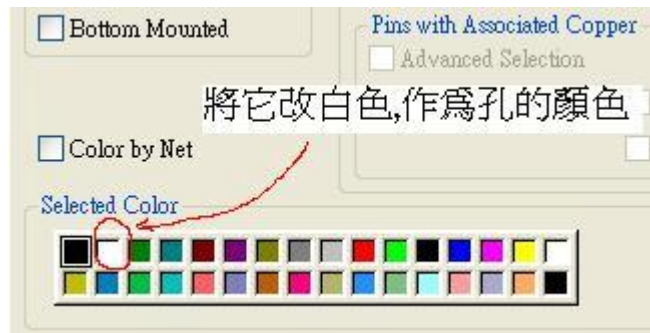 Bottom Mounted
Pins with Associated Copper
Advanced Selection
將它改白色,作爲孔的顏色
Color by Net
Selected Color